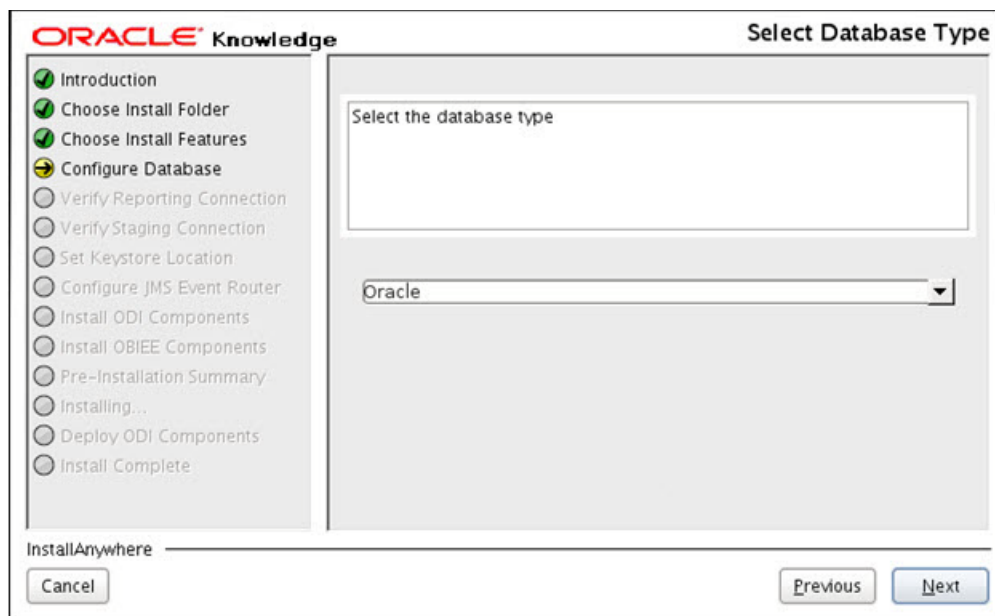 ORACLE Knowledge
Select Database Type
Introduction
Choose Install Folder
Choose Install Features
Configure Database
Verify Reporting Connection
Verify Staging Connection
Set Keystore Location
Configure JMS Event Router
Install ODI Components
Install OBIEE Components
Pre-Installation Summary
Installing...
Deploy ODI Components
Install Complete
Select the database type
Oracle
InstallAnywhere
Cancel
Previous
Next